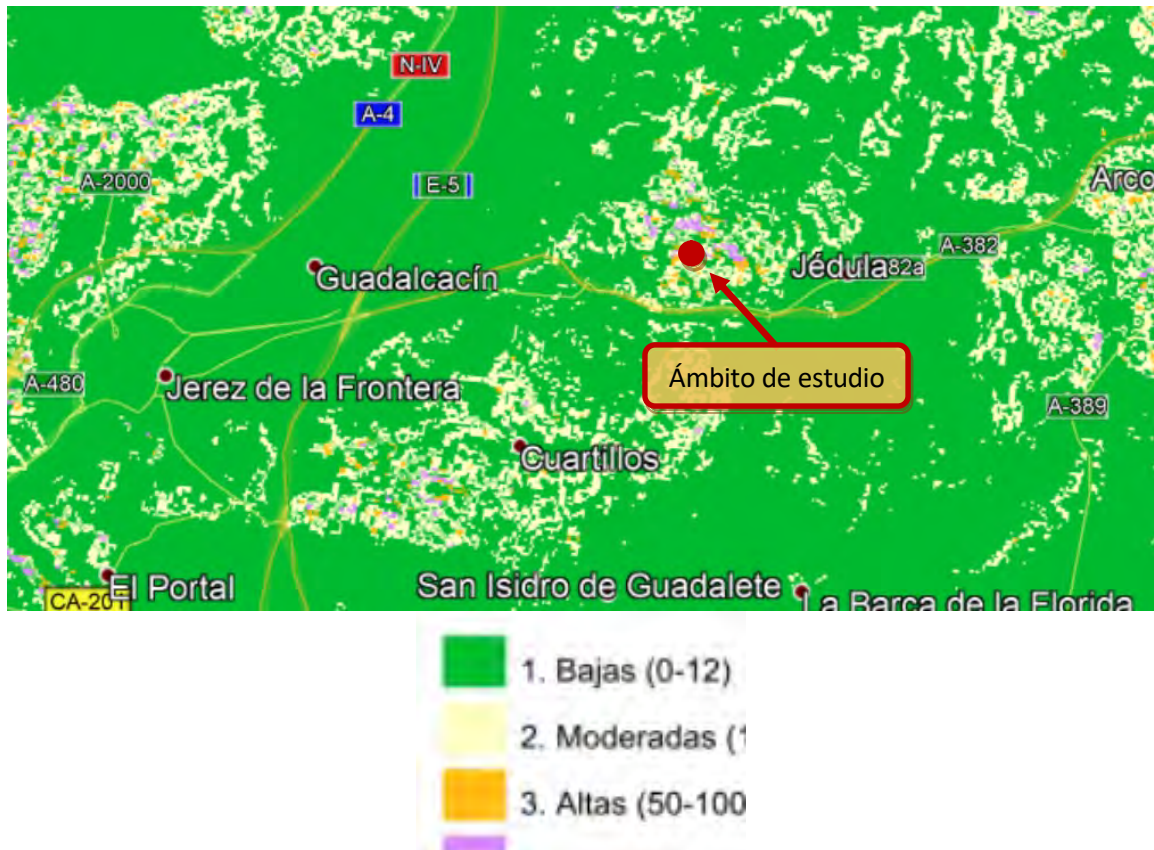 N-IV
A-4
A-2000
E-5
Arco
A-382
Jédula
82a
Guadalcacín
Ámbito de estudio
A-480
Jerez de la Frontera
A-389
Cuartillos
El Portal
San Isidro de Guadalete
CA-201
La Barca de la Florida
1. Bajas (0-12)
2. Moderadas (1
3. Altas (50-100